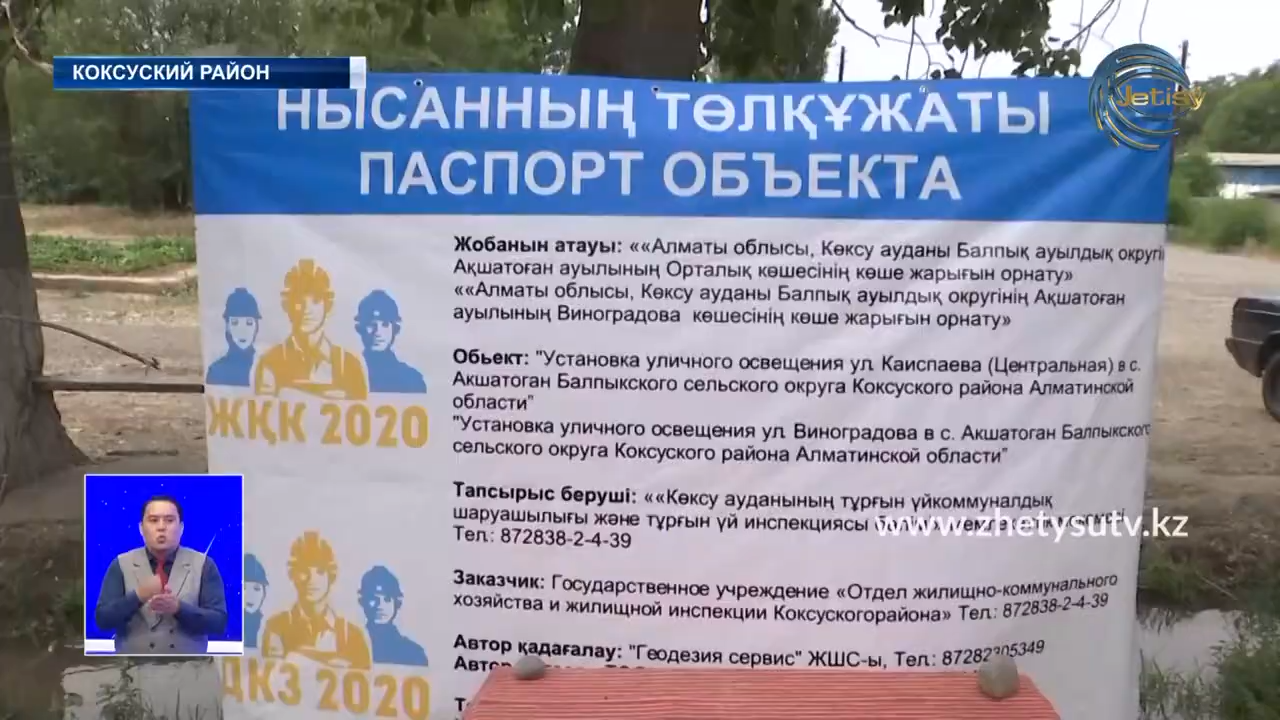 КОКСУСКИЙ РАЙОН
Jetisý
НЫСАННЫҢ ТӨЛҚҰЖАТЫ
ПАСПОРТ ОБЪЕКТА
Жобанын атауы: ««Алматы облысы, Көксу ауданы Балпық ауылдық округі
Ақшатоған ауылының Орталық көшесінің көше жарығын орнату»
««Алматы облысы, Көксу ауданы Балпық ауылдық округінің Ақшатоған
ауылының Виноградова көшесінің көше жарығын орнату»
Обьект: "Установка уличного освещения ул. Каиспаева (Центральная) в с.
Акшатоган Балпыкского сельского округа Коксуского района Алматинской
области"
"Установка уличного освещения ул. Виноградова в с. Акшатоган Балпыкского
сельского округа Коксуского района Алматинской области"
ЖҚК 2020
Тапсырыс беруші: ««Көксу ауданының тұрғын үйкоммуналдық
шаруашылығы және тұрғын үй инспекциясы
www.zhetysutv.kz
Тел.: 872838-2-4-39
Заказчик: Государственное учреждение «Отдел жилищно-коммунального
хозяйства и жилищной инспекции Коксускогорайона» Тел.: 872838-2-4-39
Автор қадағалау: "Геодезия сервис" ЖШС-ы, Тел.: 87282305349
Автор
ДКЗ 2020